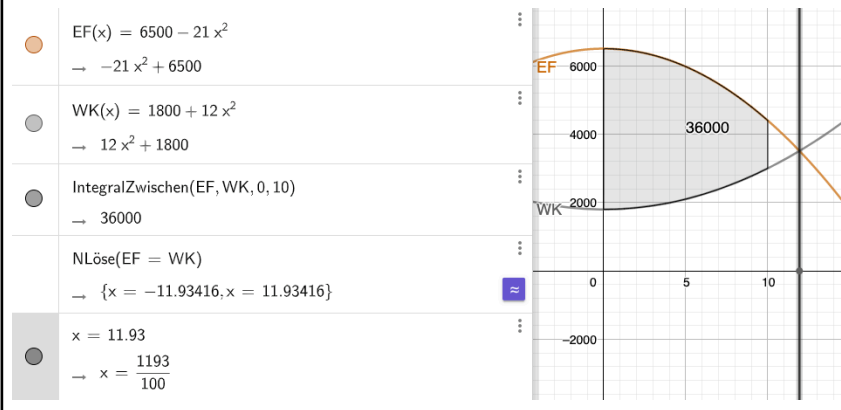 EF(x) = 6500 − 21 x²
→ −21 x² + 6500
WK(x) = 1800 + 12 x²
→ 12 x² + 1800
IntegralZwischen(EF, WK, 0, 10)
→ 36000
NLöse(EF = WK)
→ {x = −11.93416, x = 11.93416}
≈
x = 11.93
→ x = 1193/100
EF
6000
4000
36000
WK
2000
0
5
10
−2000